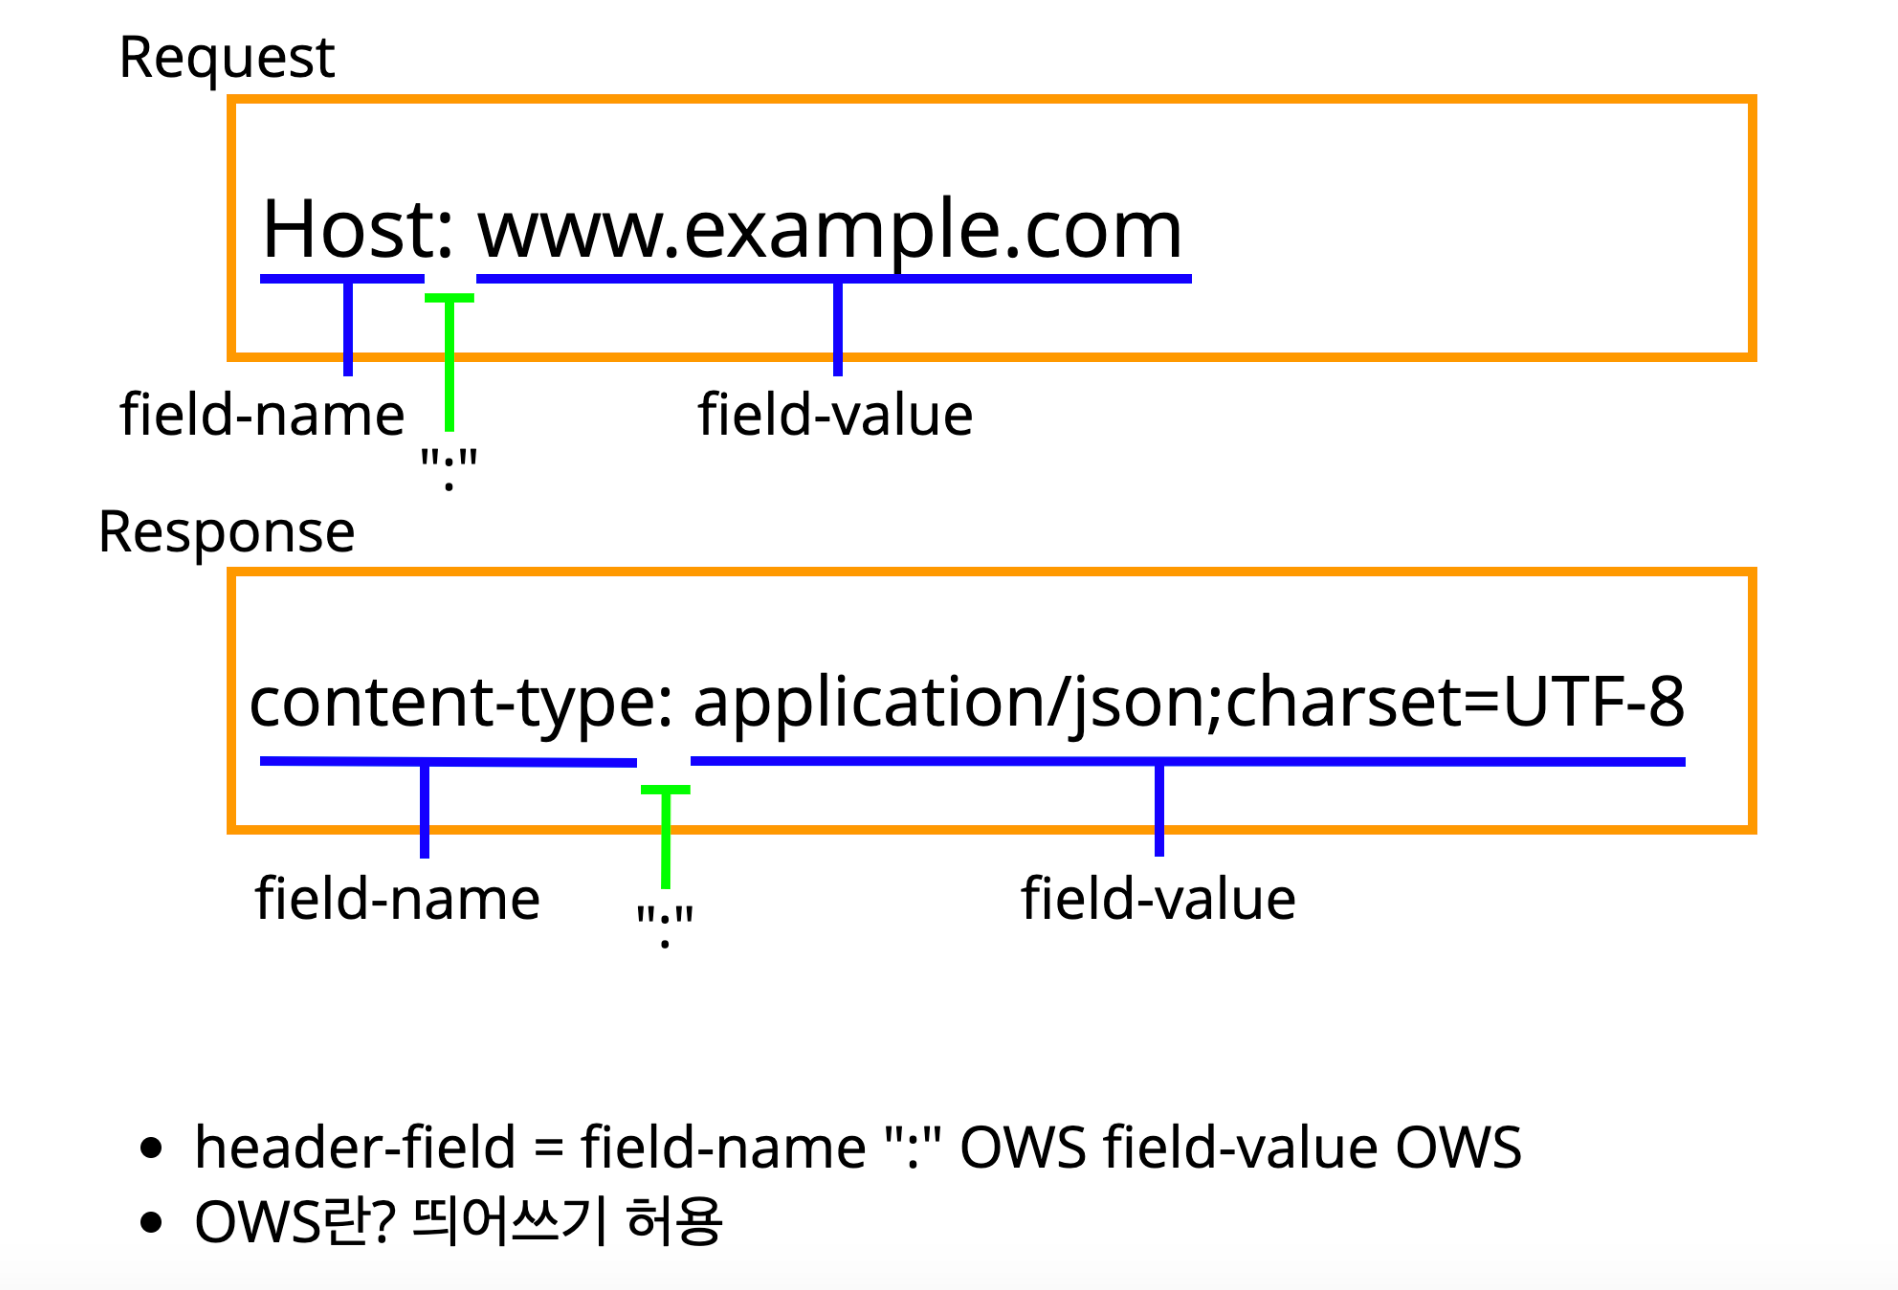 Request
Host: www.example.com
field-name
field-value
":"
Response
content-type: application/json;charset=UTF-8
field-name
":"
field-value
• header-field = field-name ":" OWS field-value OWS
• OWS란? 띄어쓰기 허용